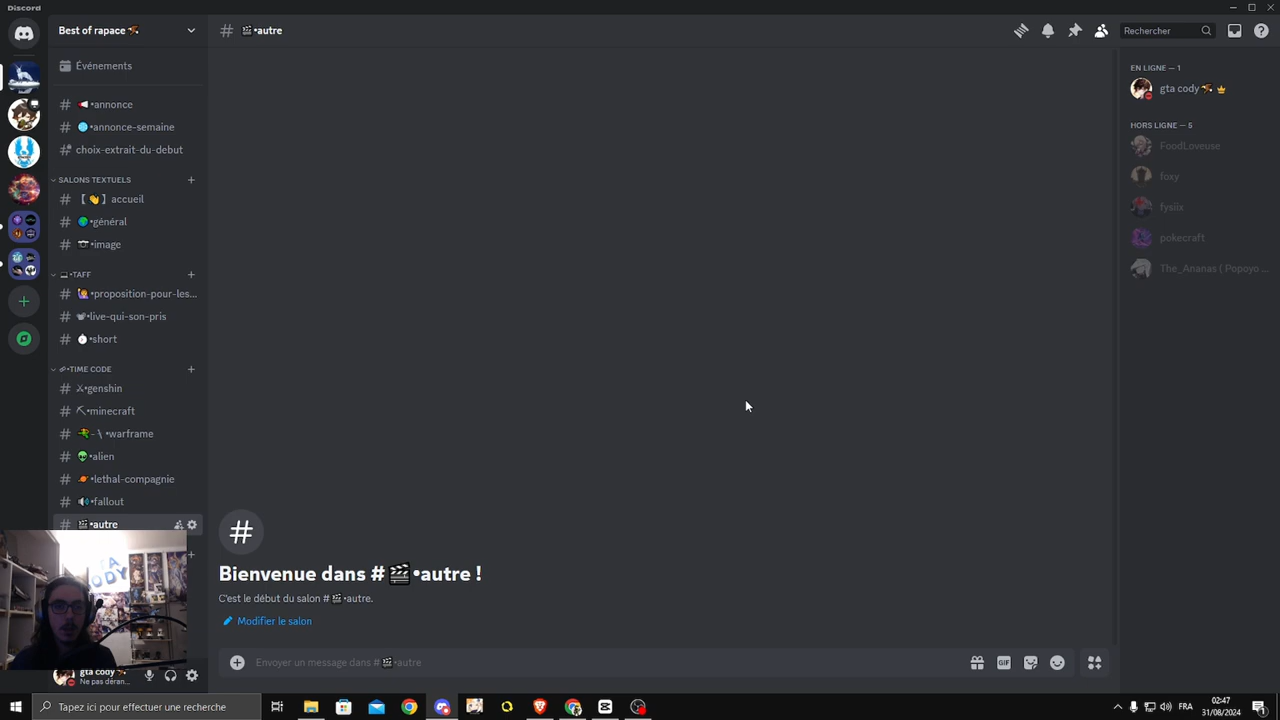 Discord
Best of rapace
# •autre
Rechercher
Événements
# •annonce
# •annonce-semaine
# choix-extrait-du-debut
SALONS TEXTUELS +
# [ 👋 ] accueil
# •général
# •image
•TAFF +
# •proposition-pour-les...
# •live-qui-son-pris
# •short
•TIME CODE +
# •genshin
# •minecraft
# - \ •warframe
# •alien
# •lethal-compagnie
# •fallout
# •autre
EN LIGNE — 1
gta cody
HORS LIGNE — 5
FoodLoveuse
foxy
fysiix
pokecraft
The_Ananas ( Popoyo ...
#
Bienvenue dans # 🎬•autre !
C'est le début du salon # 🎬•autre.
Modifier le salon
Envoyer un message dans # 🎬•autre
GIF
CODY
gta cody
Ne pas déran...
Tapez ici pour effectuer une recherche
FRA
02:47
31/08/2024